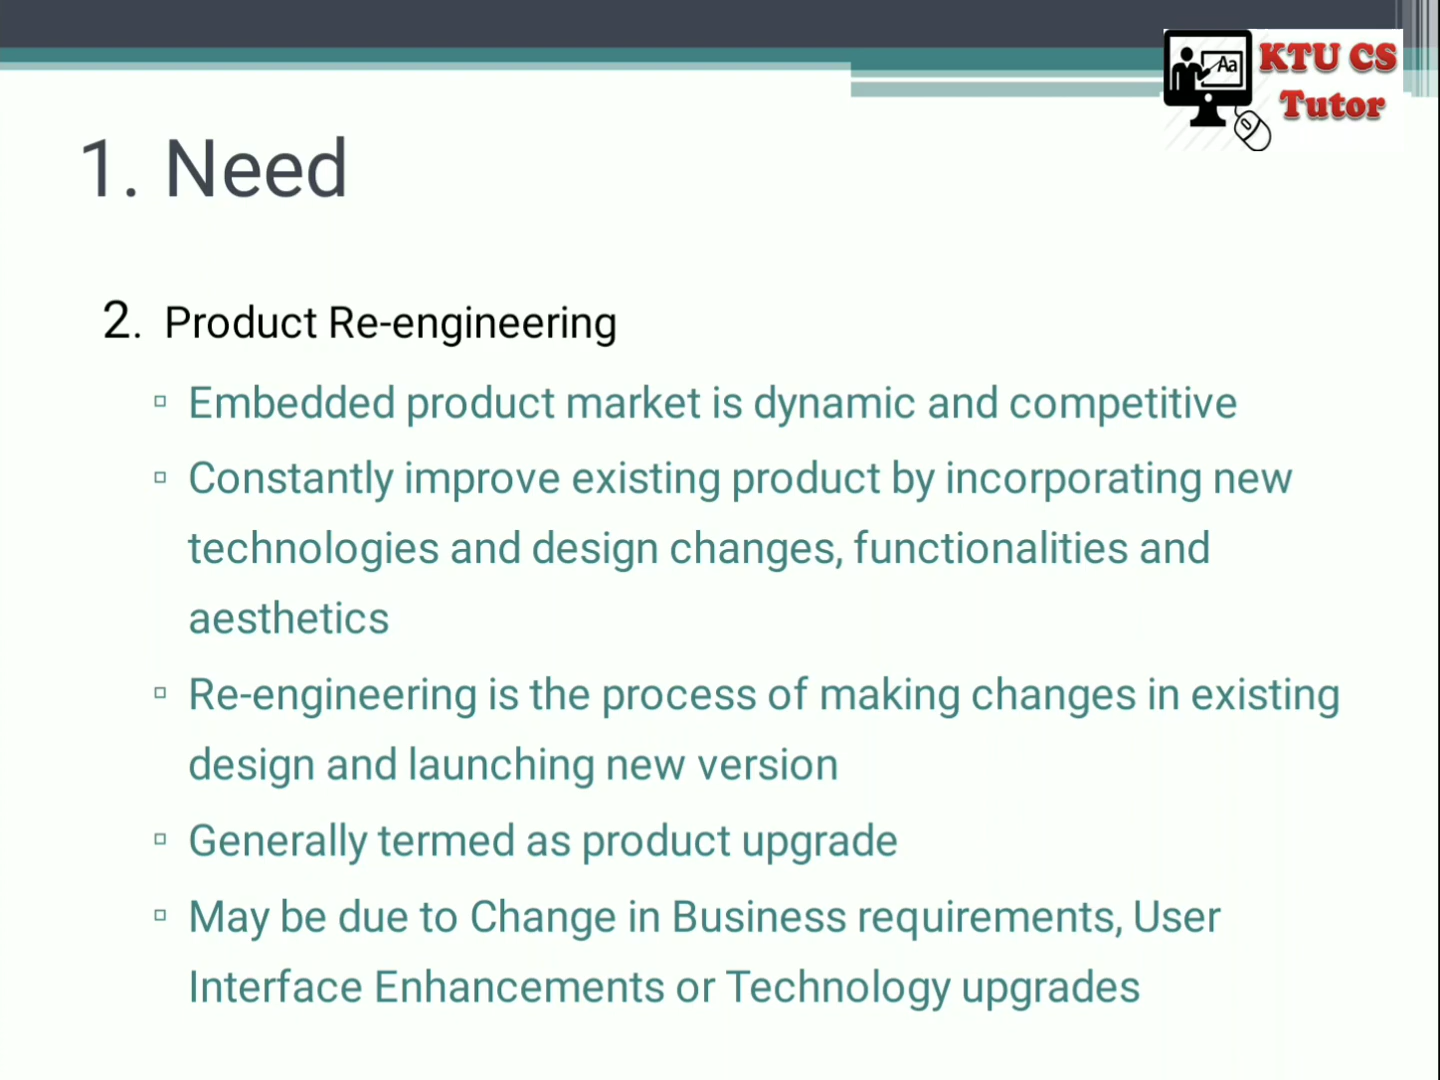 Aa
KTU CS
Tutor
1. Need
2. Product Re-engineering
▫ Embedded product market is dynamic and competitive
▫ Constantly improve existing product by incorporating new
technologies and design changes, functionalities and
aesthetics
▫ Re-engineering is the process of making changes in existing
design and launching new version
▫ Generally termed as product upgrade
▫ May be due to Change in Business requirements, User
Interface Enhancements or Technology upgrades